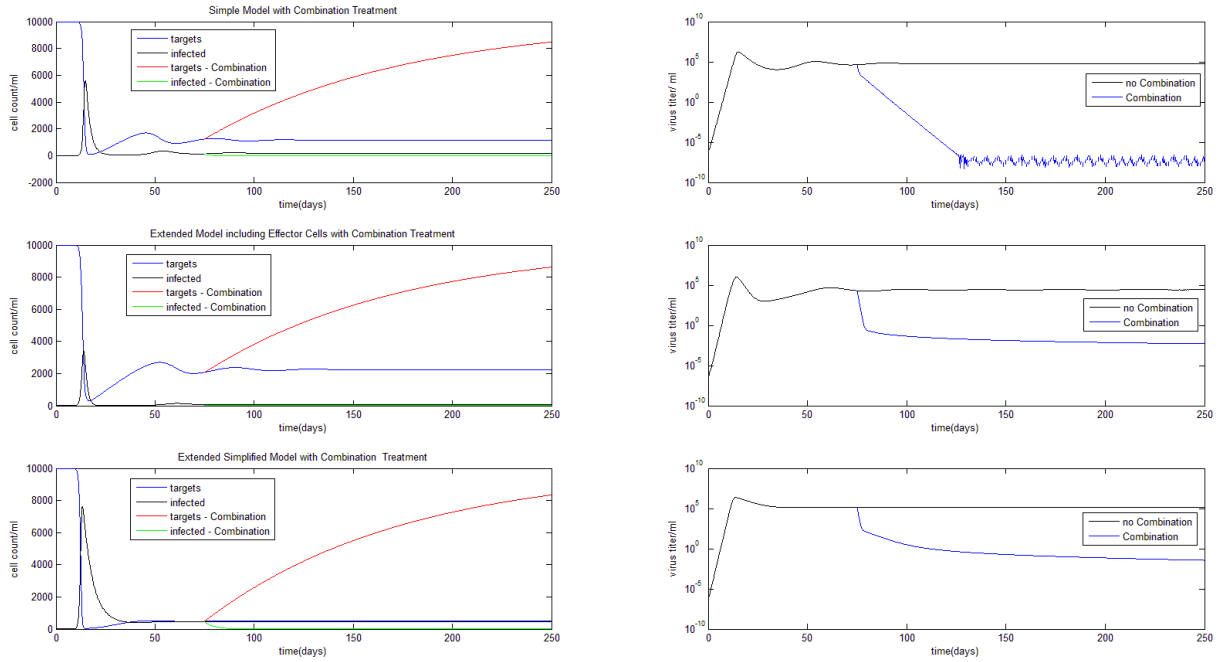 Simple Model with Combination Treatment
cell count/ml
10000
8000
6000
4000
2000
0
-2000
targets
infected
targets - Combination
infected - Combination
0 50 100 150 200 250
time(days)
virus titer/ ml
10^10
10^5
10^0
10^-5
10^-10
no Combination
Combination
0 50 100 150 200 250
time(days)
Extended Model including Effector Cells with Combination Treatment
cell count/ml
10000
8000
6000
4000
2000
0
targets
infected
targets - Combination
infected - Combination
0 50 100 150 200 250
time(days)
virus titer/ml
10^10
10^5
10^0
10^-5
10^-10
no Combination
Combination
0 50 100 150 200 250
time(days)
Extended Simplified Model with Combination Treatment
cell count/ml
10000
8000
6000
4000
2000
0
targets
infected
targets - Combination
infected - Combination
0 50 100 150 200 250
time(days)
virus titer/ml
10^10
10^5
10^0
10^-5
10^-10
no Combination
Combination
0 50 100 150 200 250
time(days)